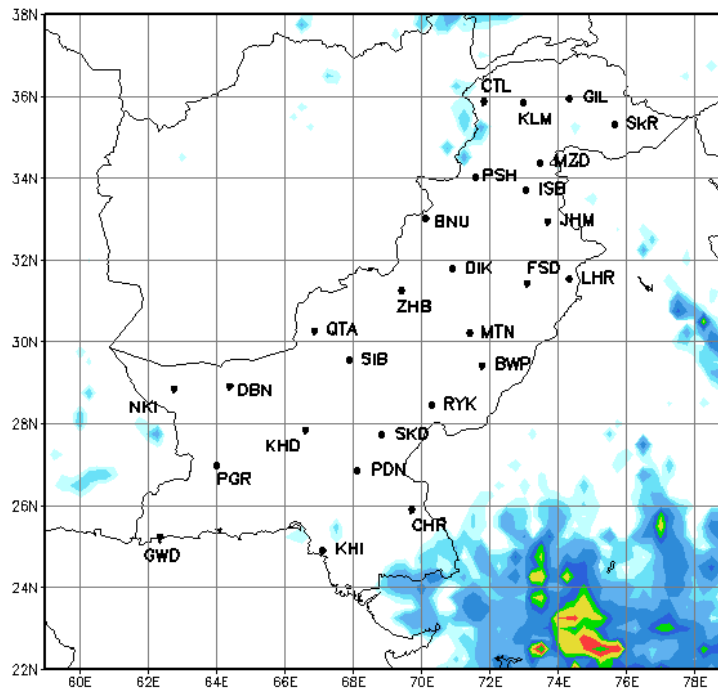 38N
36N
CTL
GIL
KLM
SkR
MZD
34N
PSH
ISB
BNU
JHM
32N
DIK
FSD
LHR
ZHB
30N
QTA
MTN
SIB
BWP
DBN
NKI
RYK
28N
KHD
SKD
PGR
PDN
26N
CHR
KHI
GWD
24N
22N
60E 62E 64E 66E 68E 70E 72E 74E 76E 78E